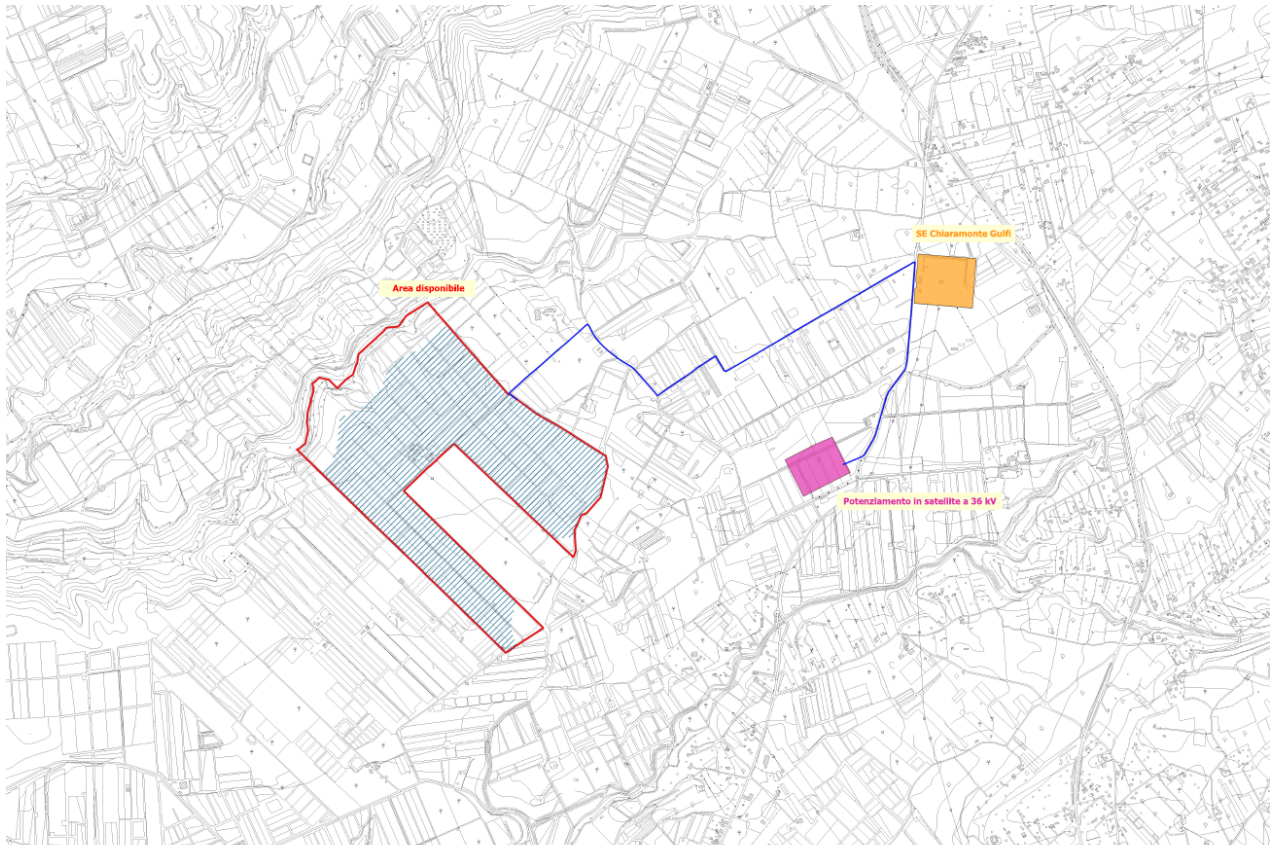 SE Chiaramonte Gulfi
Area disponibile
Potenziamento in satellite a 36 kV